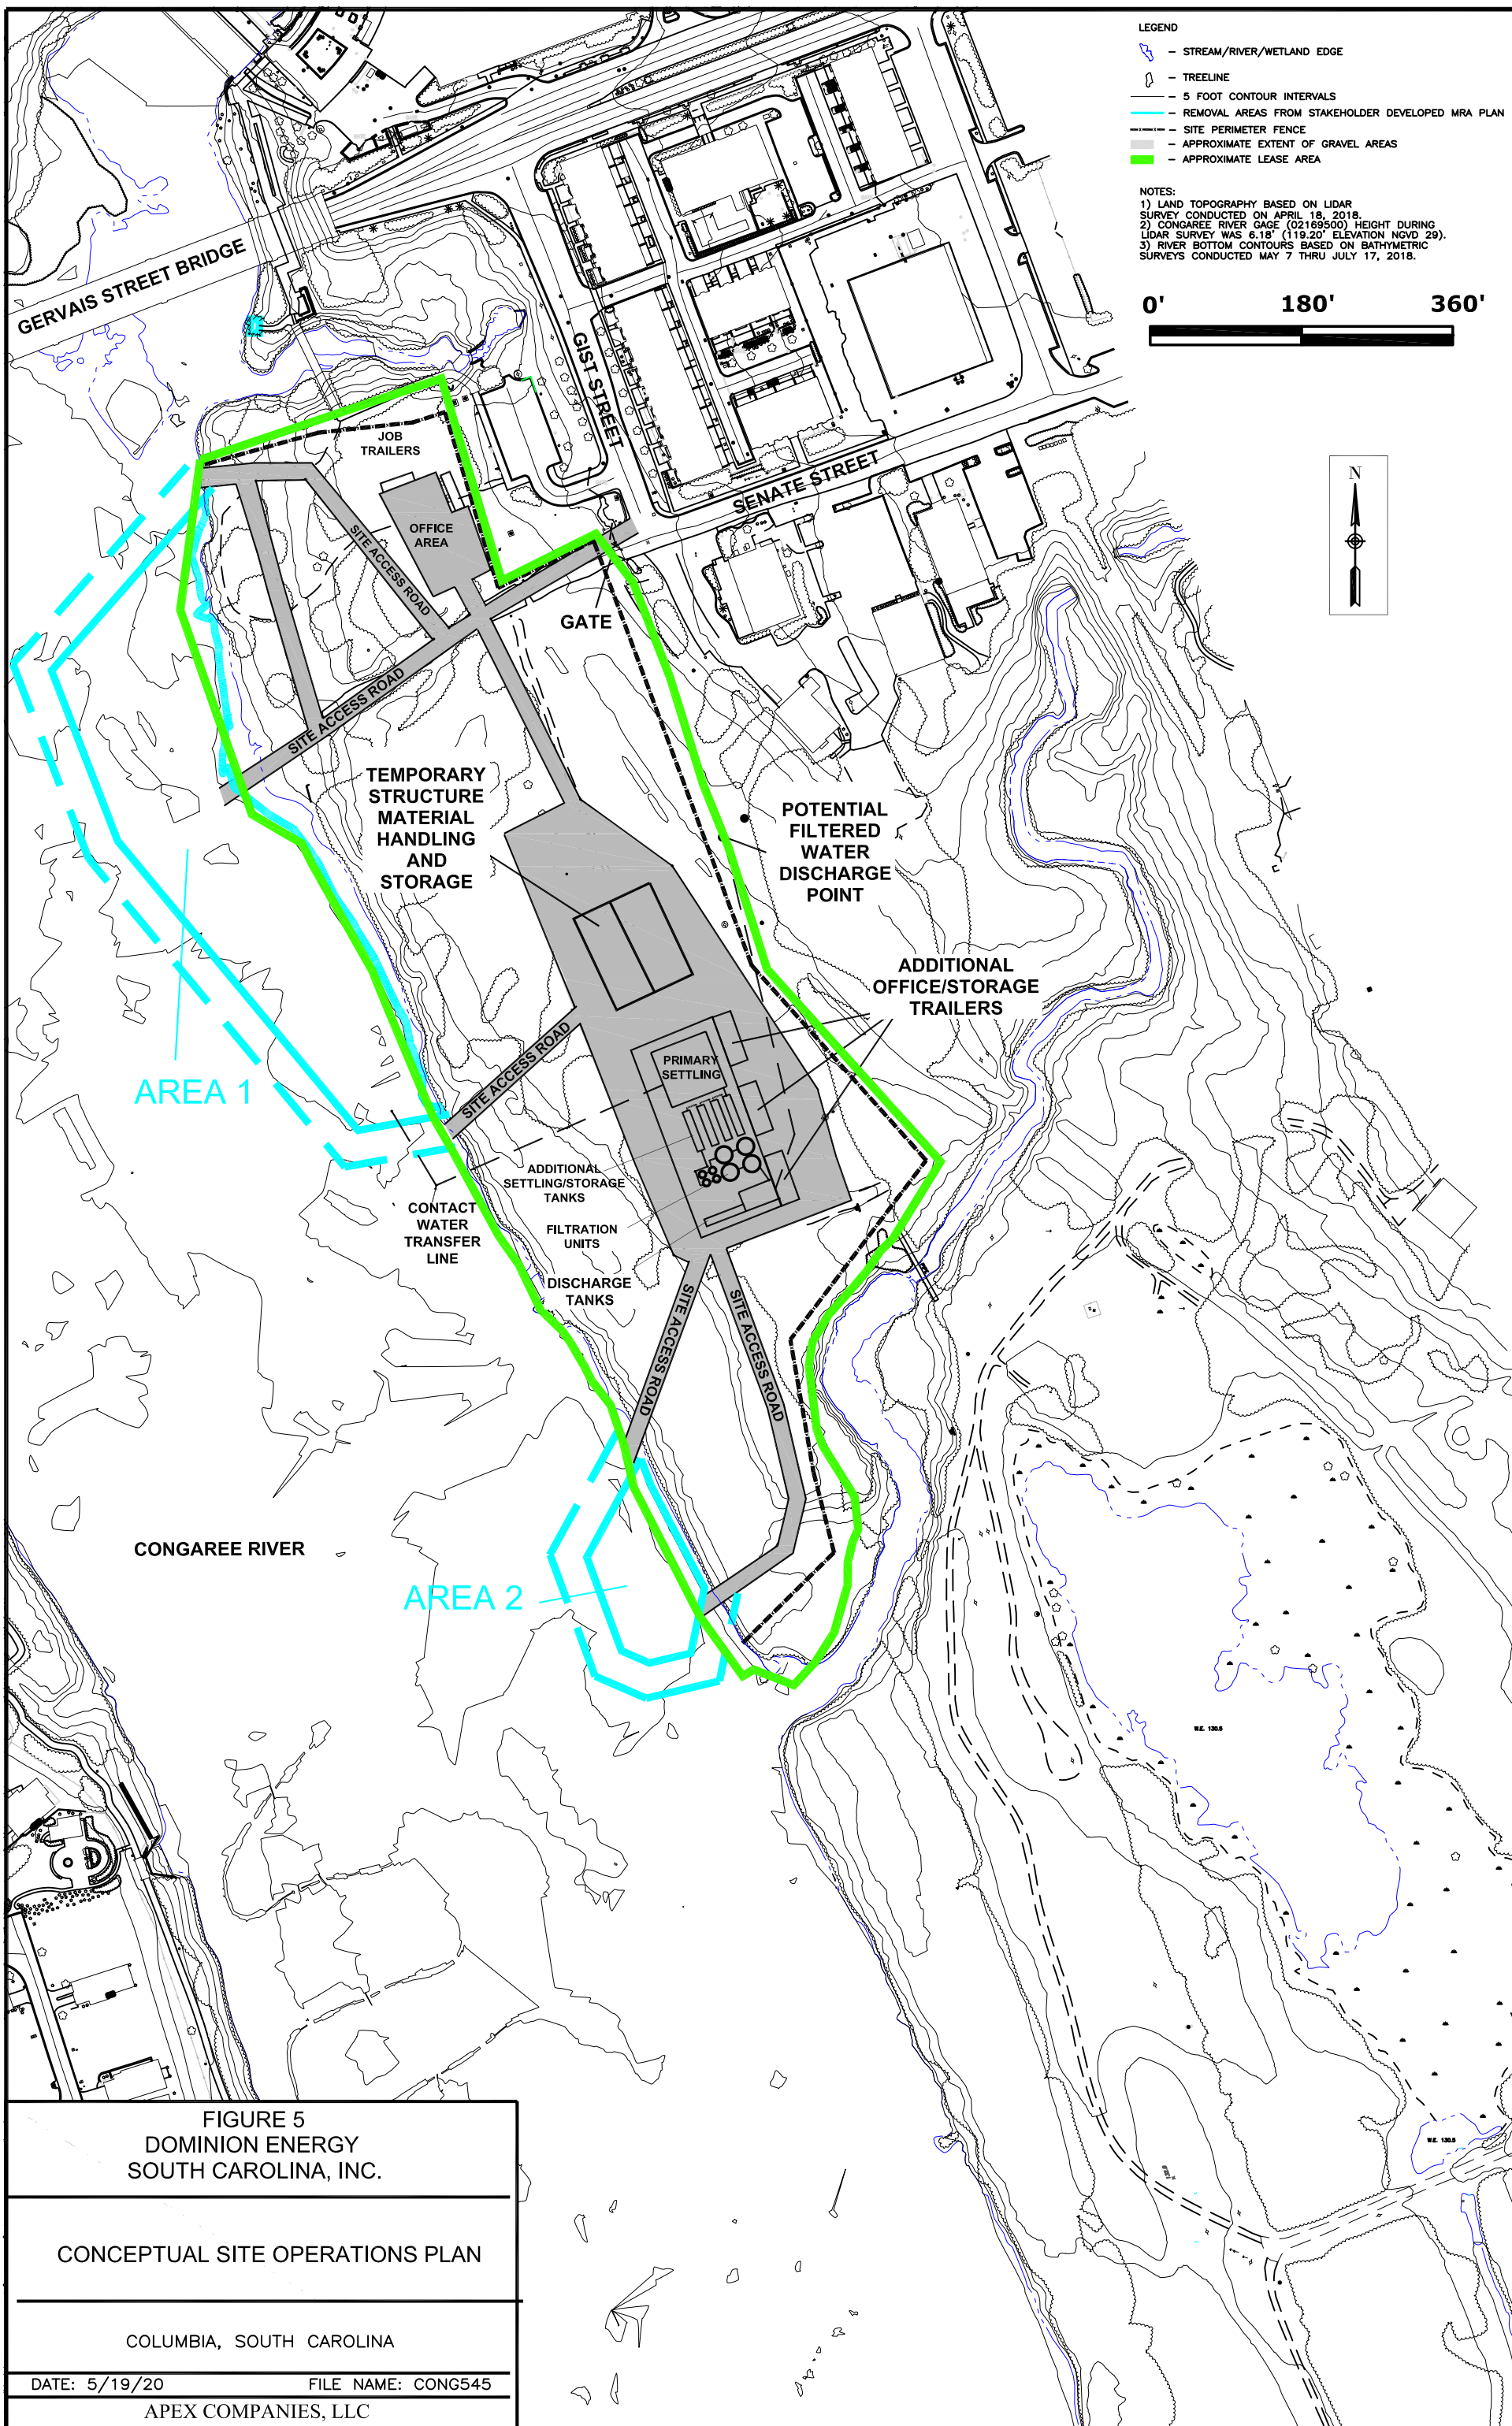 LEGEND
– STREAM/RIVER/WETLAND EDGE
– TREELINE
– 5 FOOT CONTOUR INTERVALS
– REMOVAL AREAS FROM STAKEHOLDER DEVELOPED MRA PLAN
– SITE PERIMETER FENCE
– APPROXIMATE EXTENT OF GRAVEL AREAS
– APPROXIMATE LEASE AREA
NOTES:
1) LAND TOPOGRAPHY BASED ON LIDAR
SURVEY CONDUCTED ON APRIL 18, 2018.
2) CONGAREE RIVER GAGE (02169500) HEIGHT DURING
LIDAR SURVEY WAS 6.18' (119.20' ELEVATION NGVD 29).
3) RIVER BOTTOM CONTOURS BASED ON BATHYMETRIC
SURVEYS CONDUCTED MAY 7 THRU JULY 17, 2018.
0' 180' 360'
N
GERVAIS STREET BRIDGE
GIST STREET
SENATE STREET
JOB
TRAILERS
OFFICE
AREA
SITE ACCESS ROAD
GATE
SITE ACCESS ROAD
TEMPORARY
STRUCTURE
MATERIAL
HANDLING
AND
STORAGE
POTENTIAL
FILTERED
WATER
DISCHARGE
POINT
ADDITIONAL
OFFICE/STORAGE
TRAILERS
PRIMARY
SETTLING
SITE ACCESS ROAD
AREA 1
ADDITIONAL
SETTLING/STORAGE
TANKS
CONTACT
WATER
TRANSFER
LINE
FILTRATION
UNITS
DISCHARGE
TANKS
SITE ACCESS ROAD
SITE ACCESS ROAD
CONGAREE RIVER
AREA 2
W.E. 130.5
W.E. 130.5
FIGURE 5
DOMINION ENERGY
SOUTH CAROLINA, INC.
CONCEPTUAL SITE OPERATIONS PLAN
COLUMBIA, SOUTH CAROLINA
DATE: 5/19/20 FILE NAME: CONG545
APEX COMPANIES, LLC